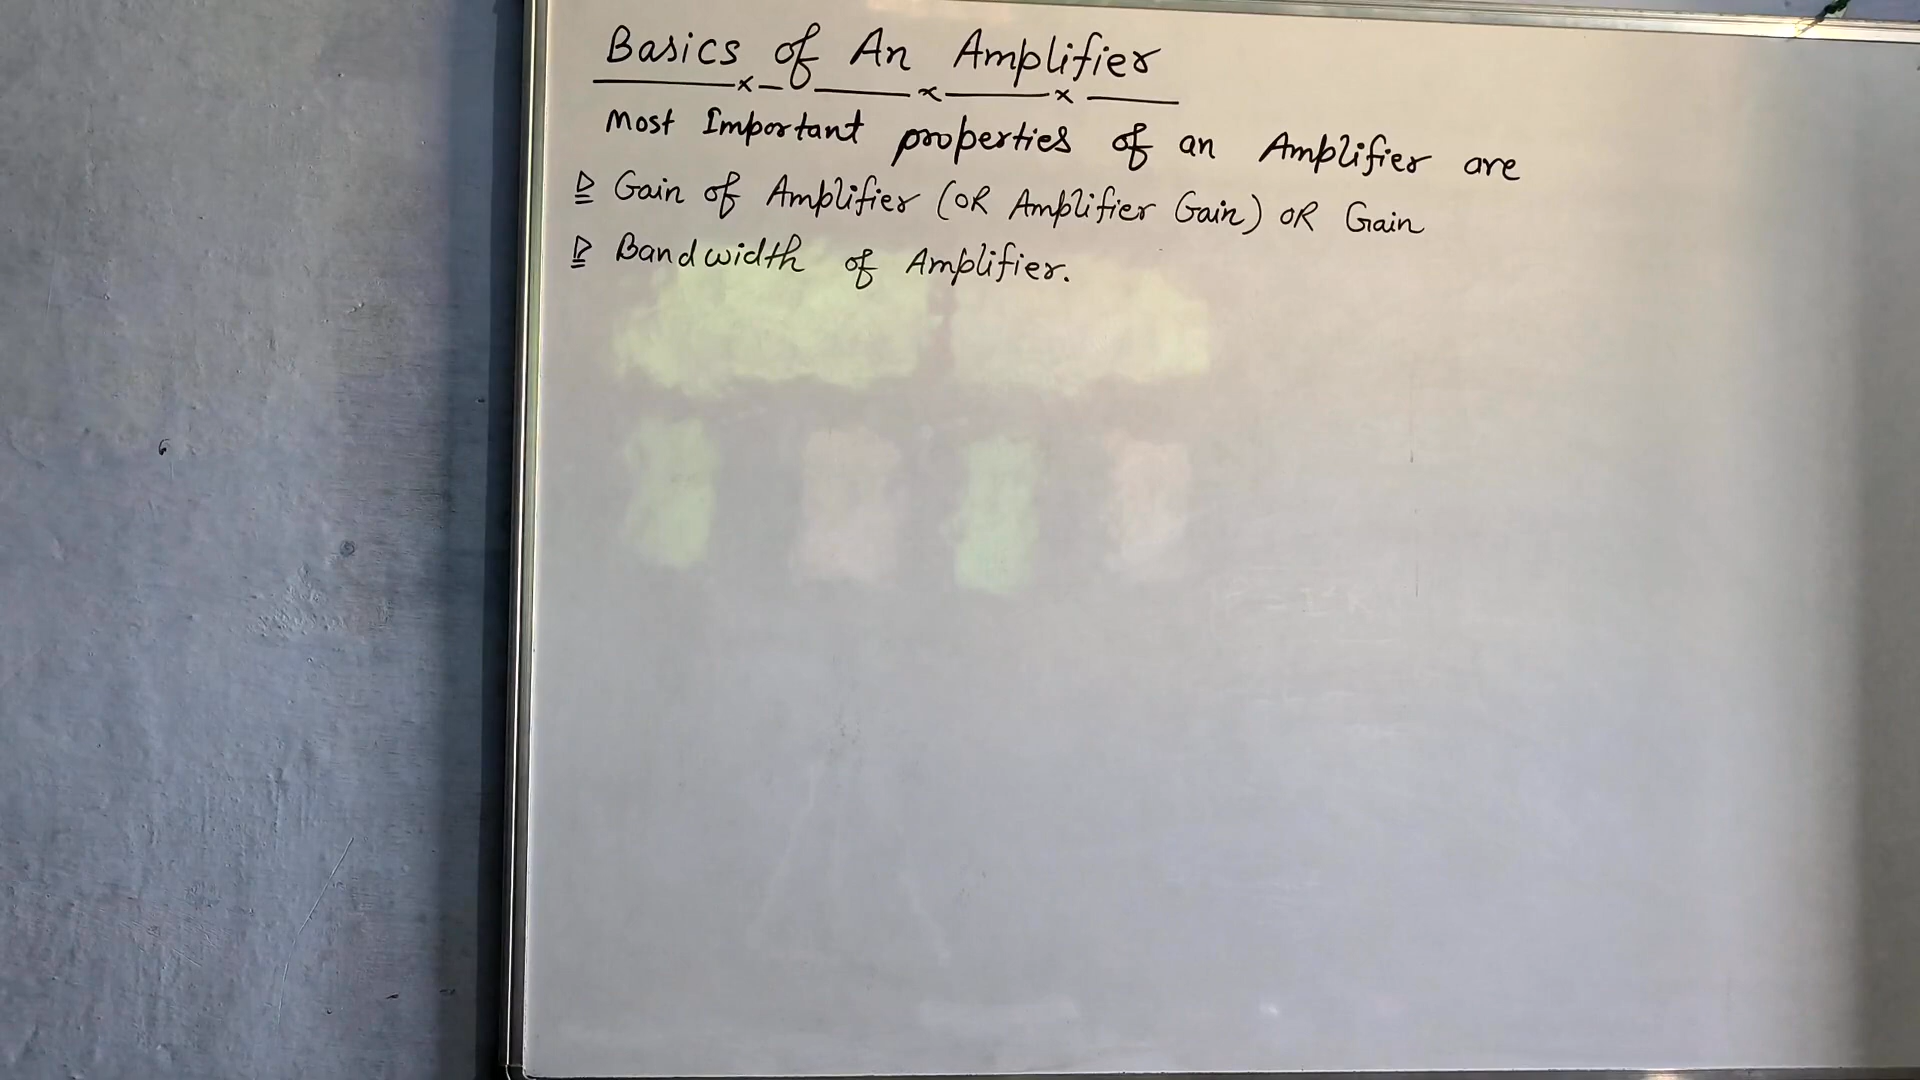 Basics of An Amplifier
Most Important properties of an Amplifier are
Gain of Amplifier (OR Amplifier Gain) OR Gain
Bandwidth of Amplifier.